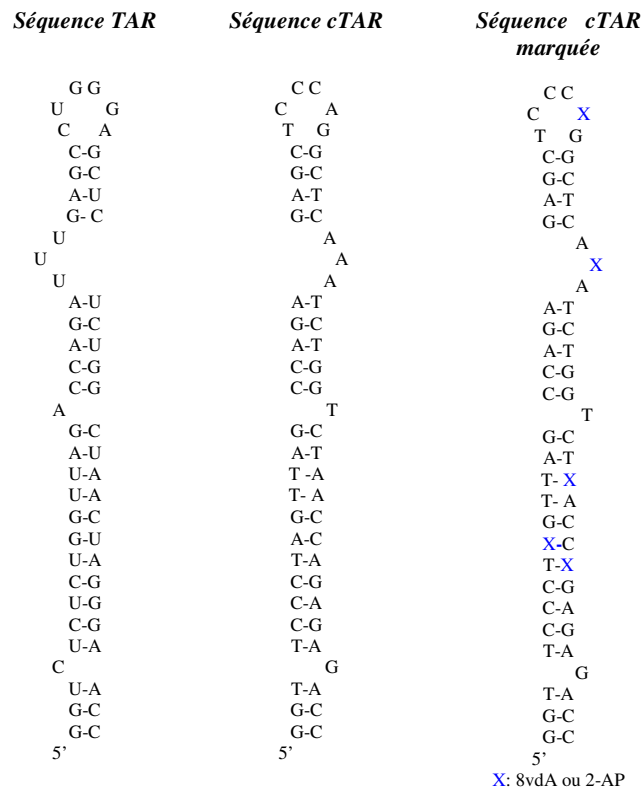 Séquence TAR Séquence cTAR Séquence cTAR
marquée
G G C C C C
U G C A C X
C A T G T G
C-G C-G C-G
G-C G-C G-C
A-U A-T A-T
G- C G-C G-C
U A A
U A X
U A A
A-U A-T A-T
G-C G-C G-C
A-U A-T A-T
C-G C-G C-G
C-G C-G C-G
A T T
G-C G-C G-C
A-U A-T A-T
U-A T -A T- X
U-A T- A T-A
G-C G-C G-C
G-U A-C X-C
U-A T-A T-X
C-G C-G C-G
U-G C-A C-A
C-G C-G C-G
U-A T-A T-A
C G G
U-A T-A T-A
G-C G-C G-C
G-C G-C G-C
5’ 5’ 5’
X: 8vdA ou 2-AP